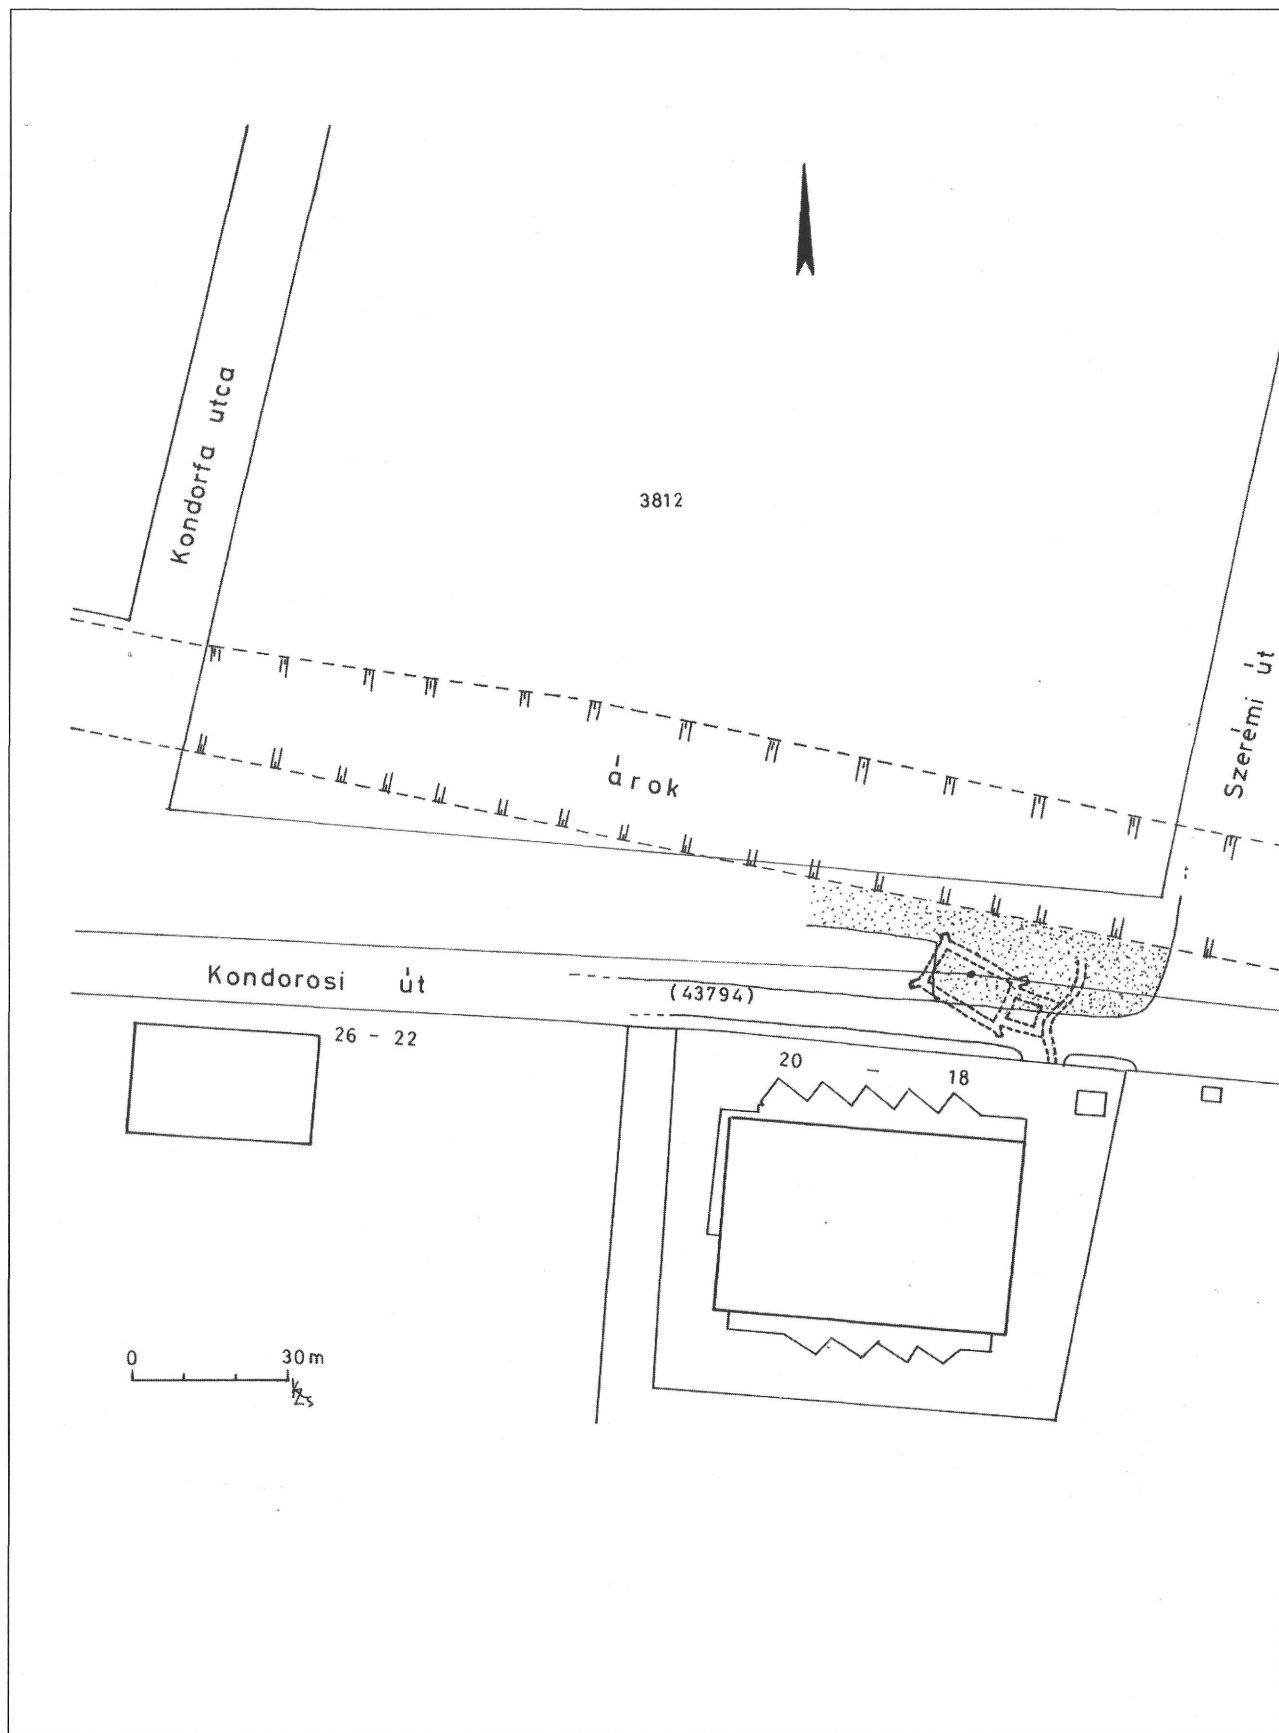 Kondorfa utca
3812
Szerémi út
árok
Kondorosi út
(43794)
26 - 22
20 - 18
0 30m